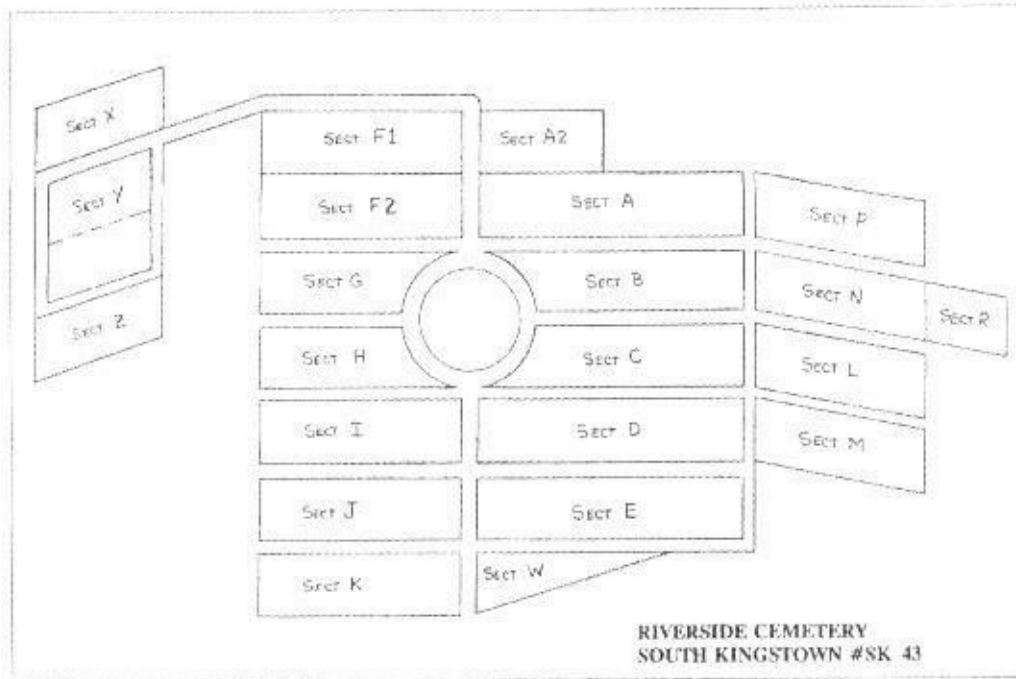 SECT X
SECT F1
SECT A2
SECT Y
SECT F2
SECT A
SECT P
SECT G
SECT B
SECT N
SECT R
SECT Z
SECT H
SECT C
SECT L
SECT I
SECT D
SECT M
SECT J
SECT E
SECT K
SECT W
RIVERSIDE CEMETERY
SOUTH KINGSTOWN #SK 43